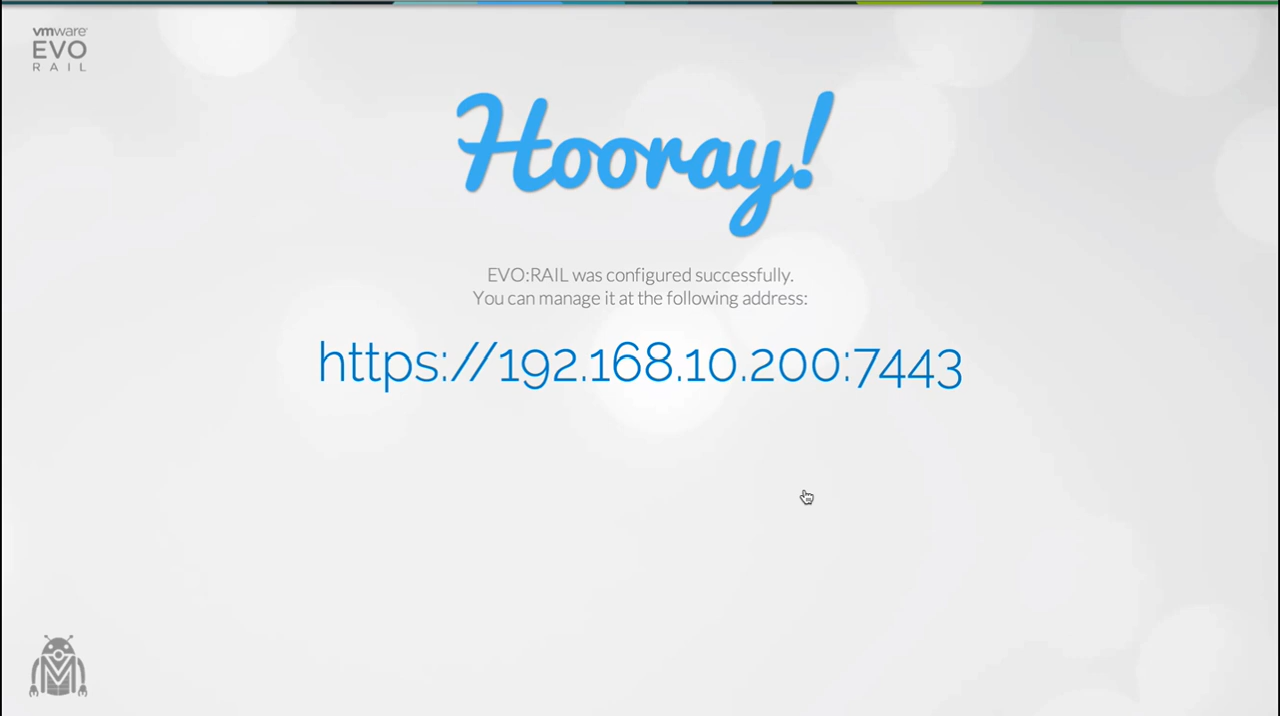 vmware
EVO
RAIL
Hooray!
EVO:RAIL was configured successfully.
You can manage it at the following address:
https://192.168.10.200:7443